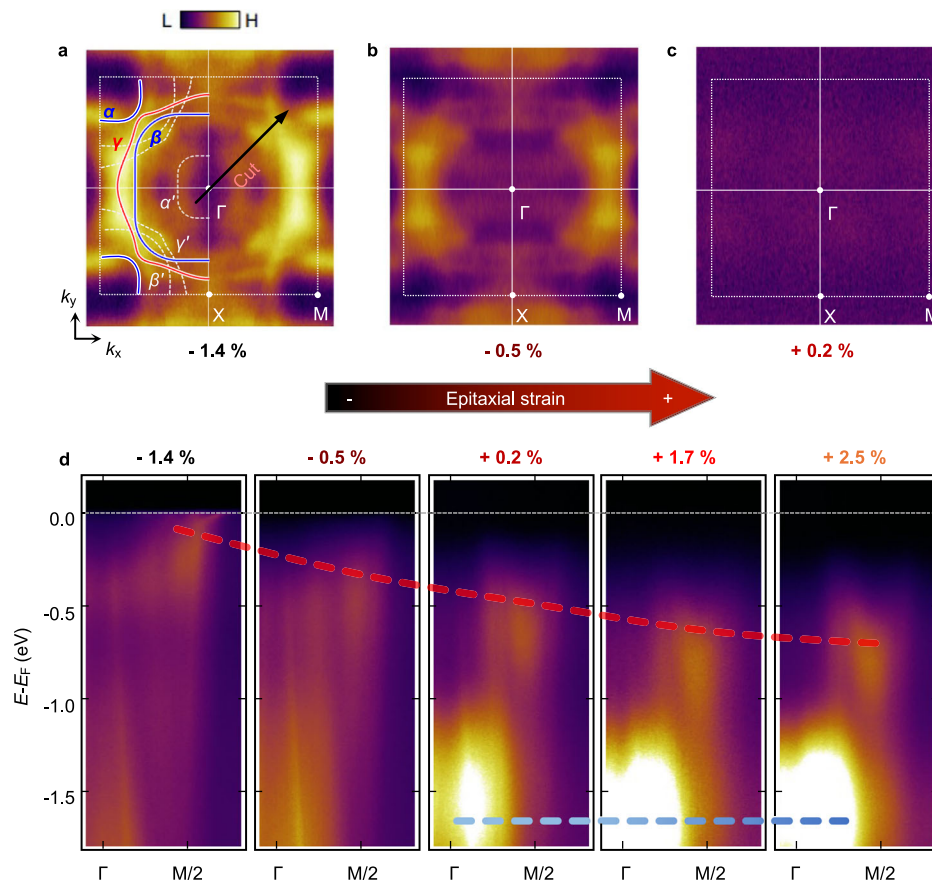 L H
a b c
α
γ β
Cut
α' Γ Γ Γ
γ'
β'
k_y X M X M X M
k_x - 1.4 % - 0.5 % + 0.2 %
- Epitaxial strain +
d - 1.4 % - 0.5 % + 0.2 % + 1.7 % + 2.5 %
0.0
-0.5
E-E_F (eV)
-1.0
-1.5
Γ M/2 Γ M/2 Γ M/2 Γ M/2 Γ M/2